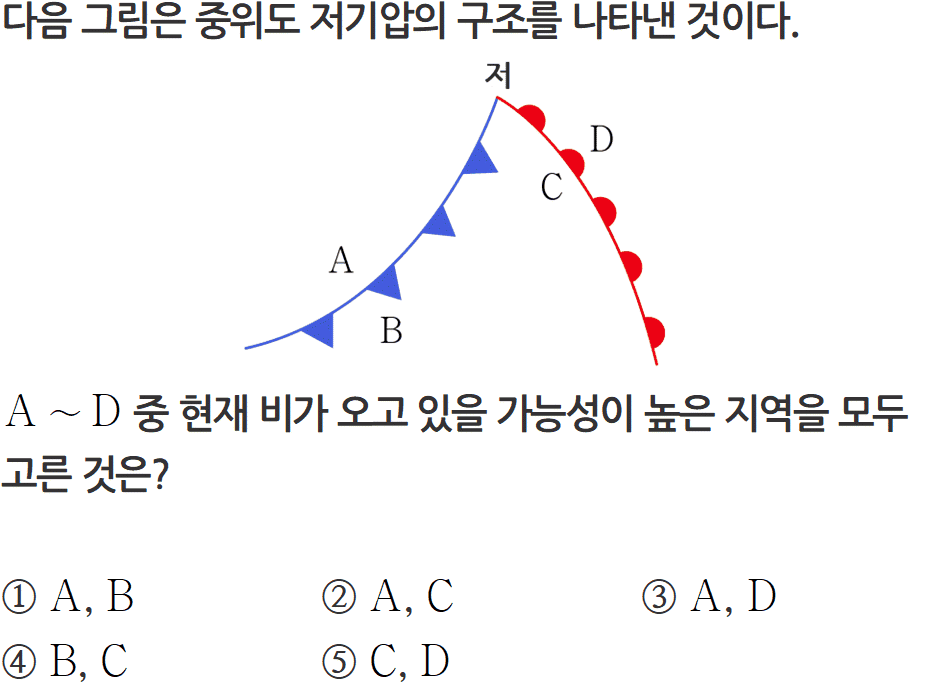 다음 그림은 중위도 저기압의 구조를 나타낸 것이다.
저
D
C
A
B
A ~ D 중 현재 비가 오고 있을 가능성이 높은 지역을 모두
고른 것은?
① A, B ② A, C ③ A, D
④ B, C ⑤ C, D